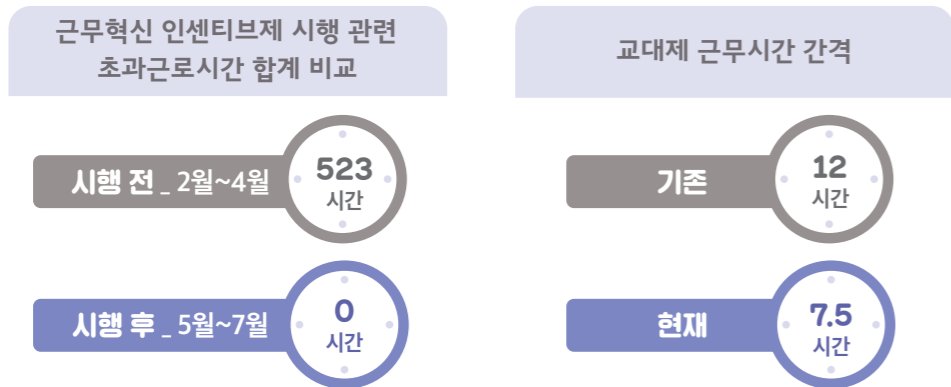 근무혁신 인센티브제 시행 관련
초과근로시간 합계 비교
시행 전 _ 2월~4월
523
시간
시행 후 _ 5월~7월
0
시간
교대제 근무시간 간격
기존
12
시간
현재
7.5
시간